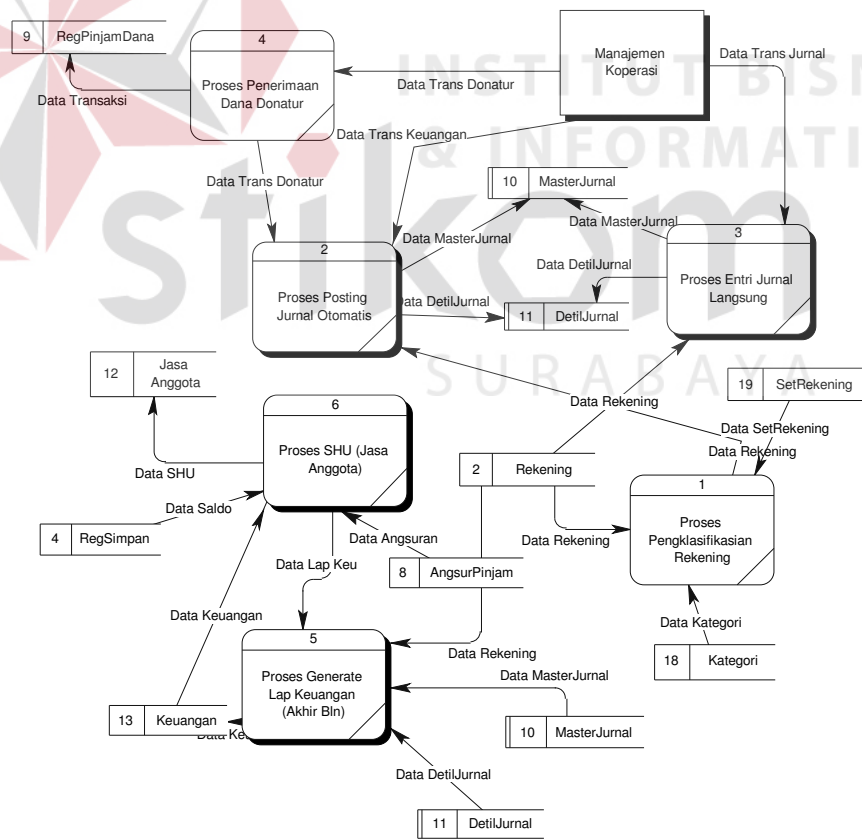 9 RegPinjamDana
4
Manajemen
Koperasi
INSTITUT BISN
Data Trans Jurnal
Proses Penerimaan
Dana Donatur
Data Trans Donatur
Data Transaksi
Data Trans Keuangan
& INFORMATI
Data Trans Donatur
10 MasterJurnal
stikom
Data MasterJurnal
3
Data MasterJurnal
2
Data DetilJurnal
Proses Entri Jurnal
Langsung
Proses Posting
Jurnal Otomatis
Data DetilJurnal
11 DetilJurnal
12 Jasa
Anggota
SURABAYA
19 SetRekening
Data Rekening
6
Data SetRekening
Data Rekening
Proses SHU (Jasa
Anggota)
Data SHU
2 Rekening
1
Data Saldo
Proses
Pengklasifikasian
Rekening
4 RegSimpan
Data Angsuran
Data Rekening
Data Lap Keu
8 AngsurPinjam
Data Keuangan
Data Kategori
5
Data Rekening
18 Kategori
Proses Generate
Lap Keuangan
(Akhir Bln)
Data MasterJurnal
13 Keuangan
10 MasterJurnal
Data DetilJurnal
11 DetilJurnal